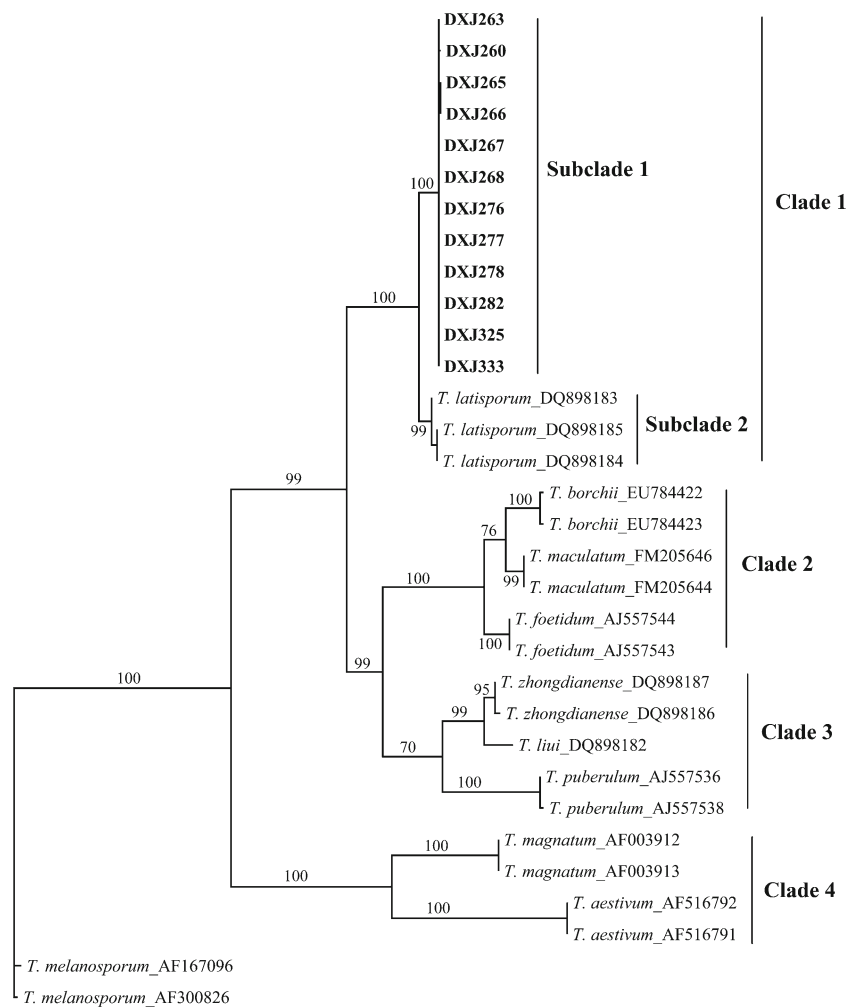 DXJ263
DXJ260
DXJ265
DXJ266
DXJ267
DXJ268
DXJ276
DXJ277
DXJ278
DXJ282
DXJ325
DXJ333
Subclade 1
Clade 1
100
100
T. latisporum_DQ898183
T. latisporum_DQ898185
T. latisporum_DQ898184
99
Subclade 2
99
T. borchii_EU784422
T. borchii_EU784423
T. maculatum_FM205646
T. maculatum_FM205644
T. foetidum_AJ557544
T. foetidum_AJ557543
100
76
99
100
100
Clade 2
99
T. zhongdianense_DQ898187
T. zhongdianense_DQ898186
T. liui_DQ898182
T. puberulum_AJ557536
T. puberulum_AJ557538
95
99
70
100
Clade 3
100
T. magnatum_AF003912
T. magnatum_AF003913
T. aestivum_AF516792
T. aestivum_AF516791
100
100
100
Clade 4
T. melanosporum_AF167096
T. melanosporum_AF300826